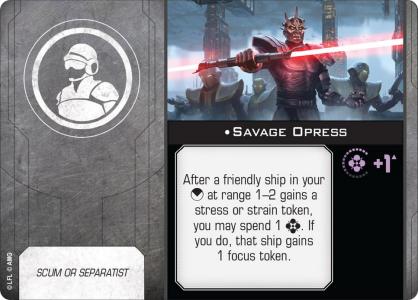 • SAVAGE OPRESS
+1
After a friendly ship in your
at range 1–2 gains a
stress or strain token,
you may spend 1 . If
you do, that ship gains
1 focus token.
SCUM OR SEPARATIST
© LFL © AMG